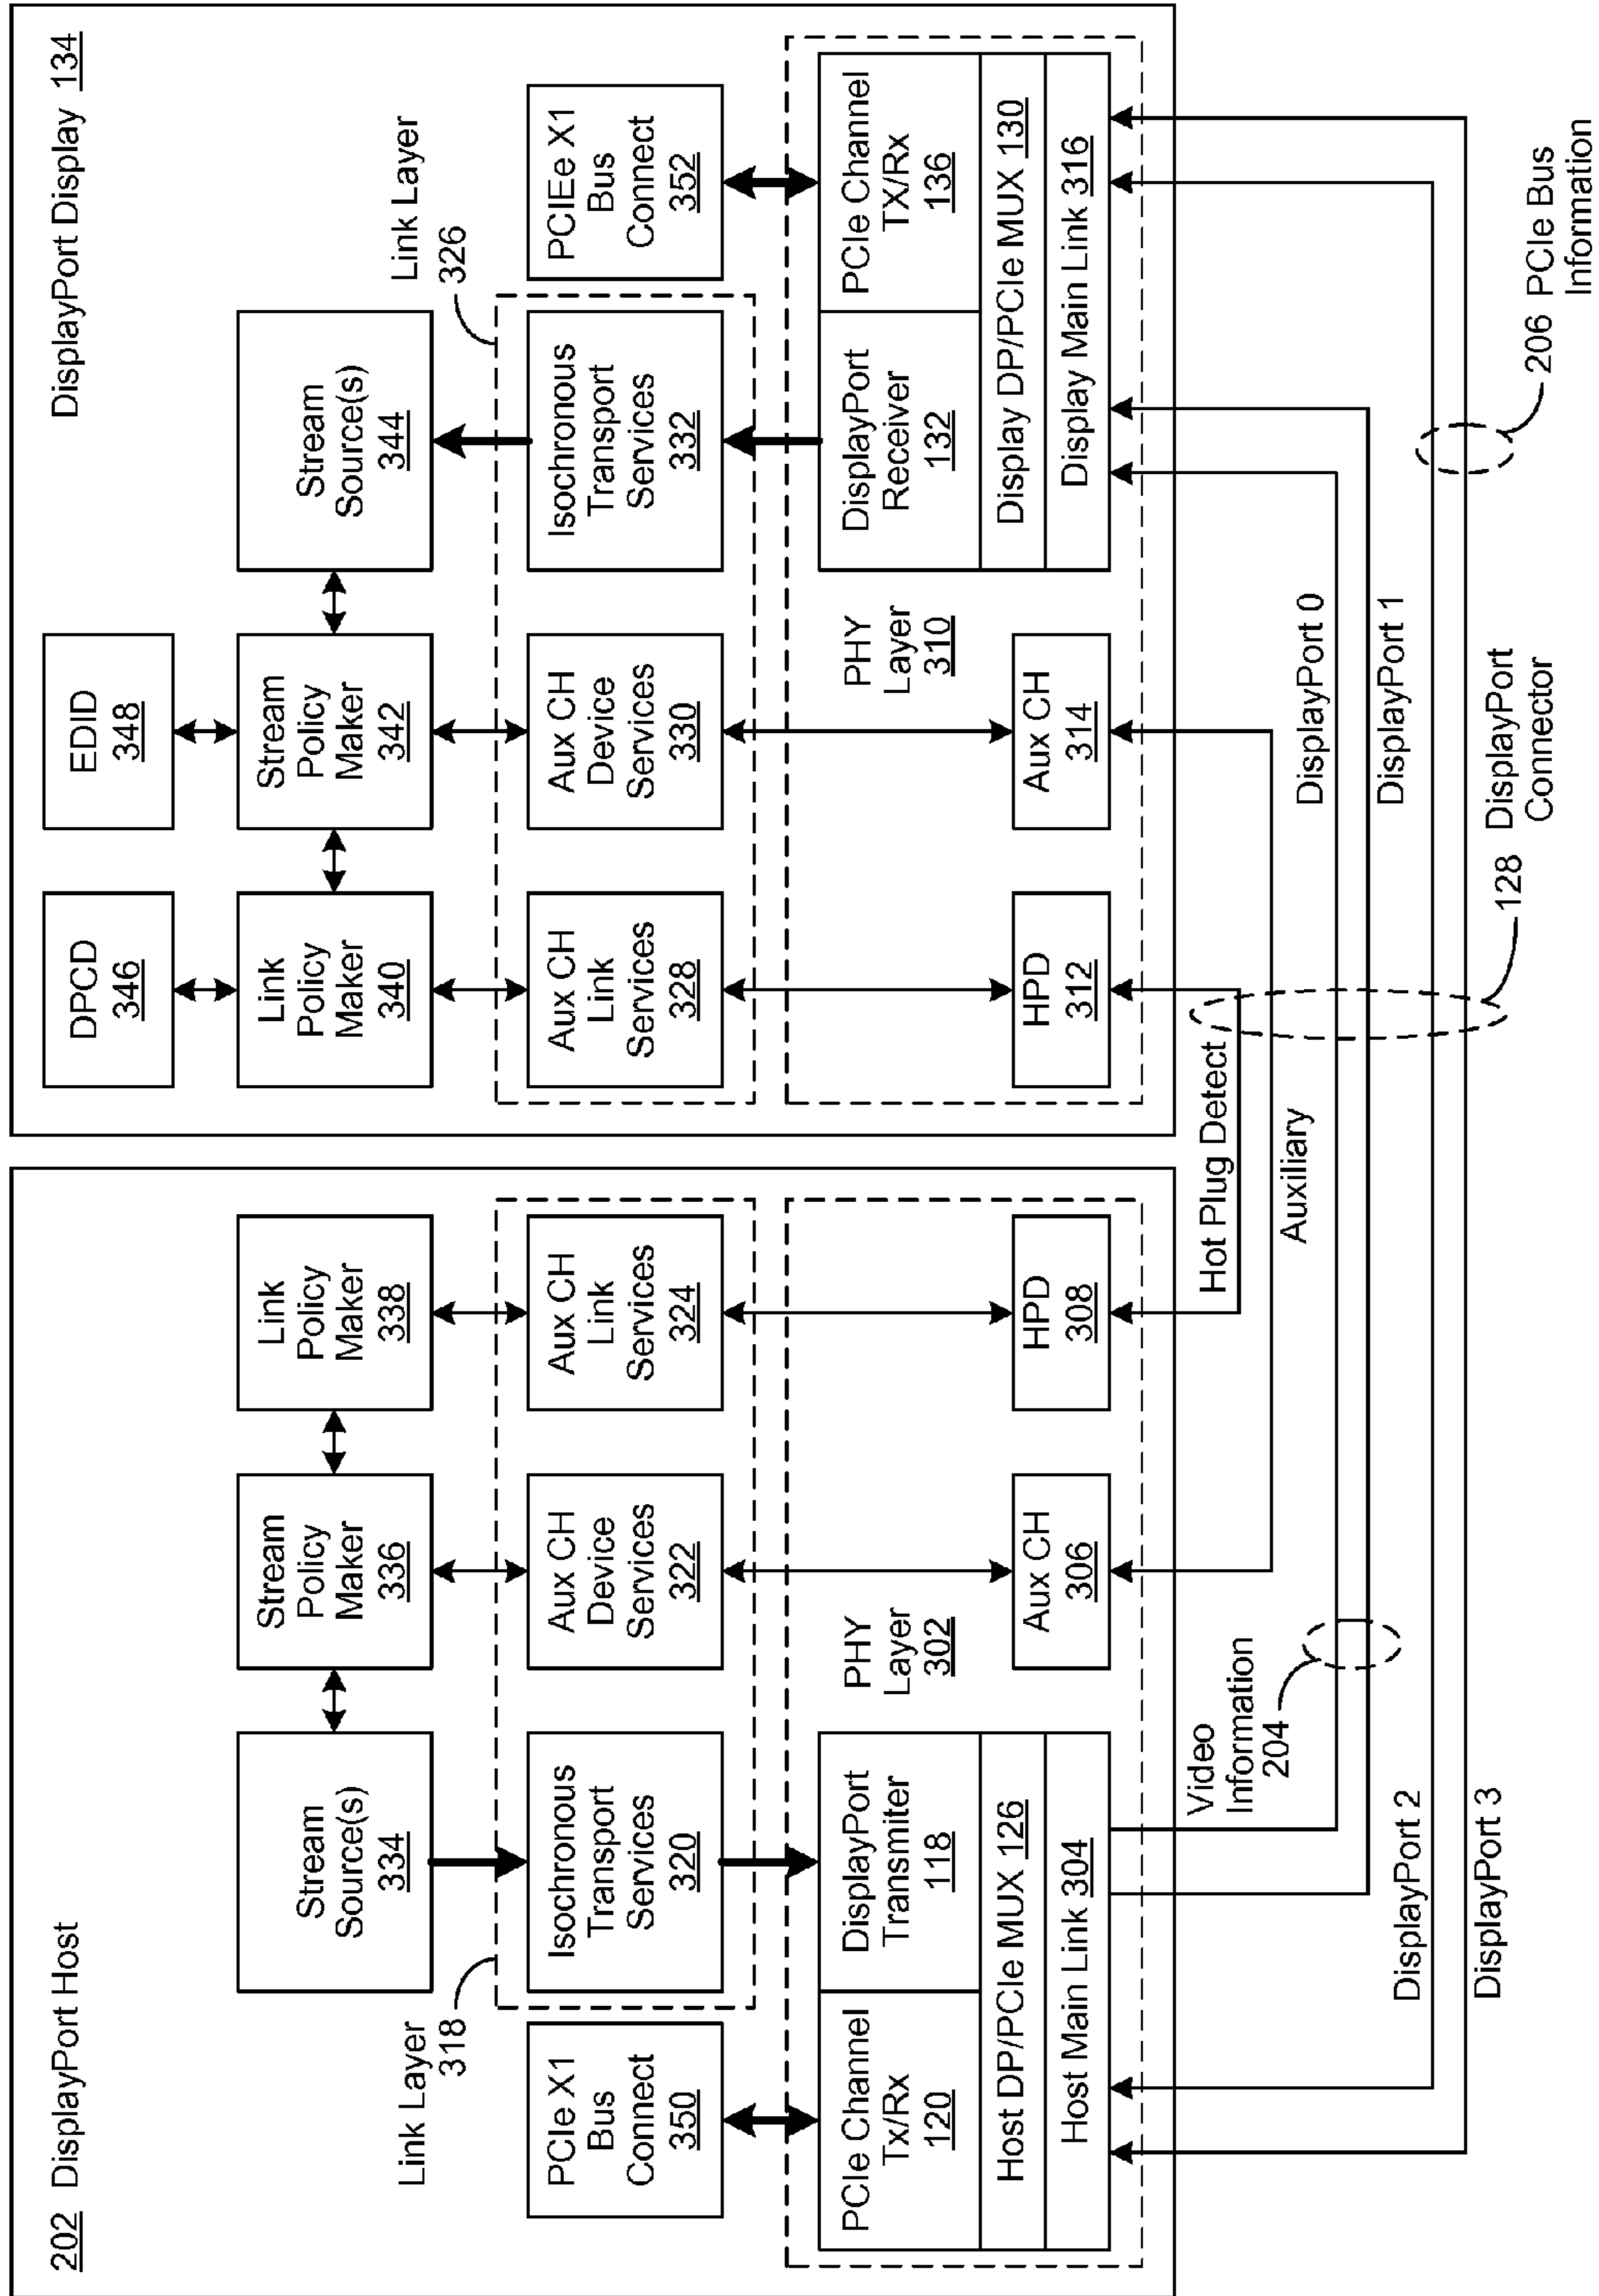 202 DisplayPort Host
Stream
Source(s)
334
Stream
Policy
Maker
336
Link
Policy
Maker
338
Link Layer
318
PCIe X1
Bus
Connect
350
Isochronous
Transport
Services
320
Aux CH
Device
Services
322
Aux CH
Link
Services
324
PCIe Channel
Tx/Rx
120
DisplayPort
Transmiter
118
Host DP/PCIe MUX 126
Host Main Link 304
PHY
Layer
302
Aux CH
306
HPD
308
DisplayPort Display 134
DPCD
346
EDID
348
Link
Policy
Maker
340
Stream
Policy
Maker
342
Stream
Source(s)
344
Link Layer
326
Aux CH
Link
Services
328
Aux CH
Device
Services
330
Isochronous
Transport
Services
332
PCIEe X1
Bus
Connect
352
HPD
312
PHY
Layer
310
Aux CH
314
DisplayPort
Receiver
132
PCIe Channel
TX/Rx
136
Display DP/PCIe MUX 130
Display Main Link 316
Video
Information
204
Hot Plug Detect
Auxiliary
DisplayPort 0
DisplayPort 1
DisplayPort 2
DisplayPort 3
128 DisplayPort
Connector
206 PCIe Bus
Information